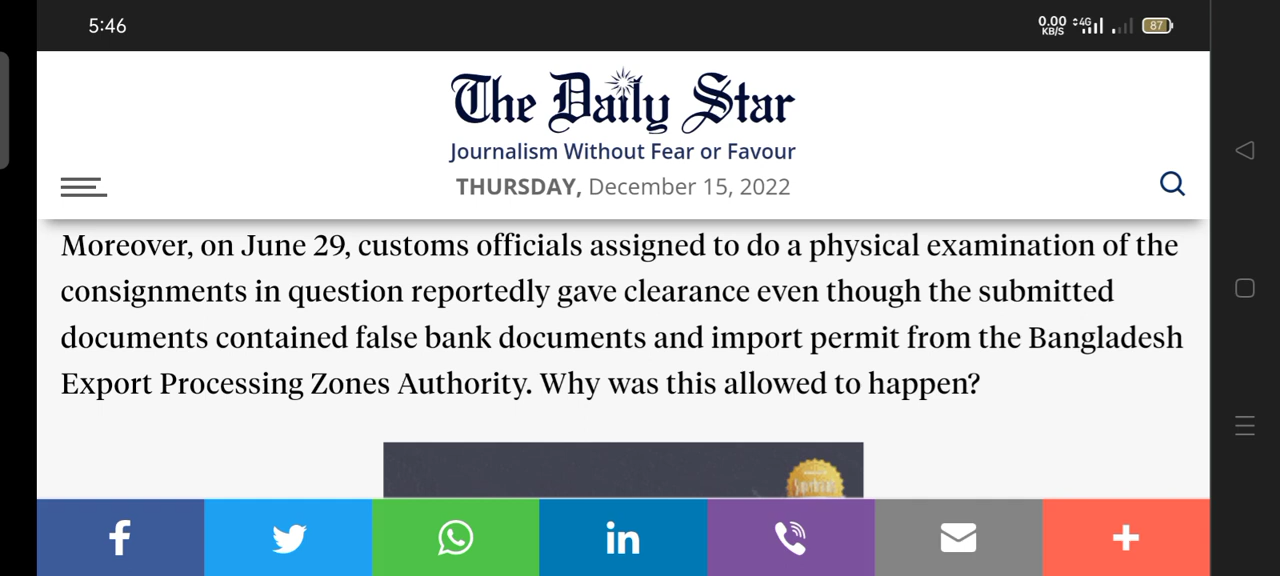 5:46
0.00
KB/S
4G
87
The Daily Star
Journalism Without Fear or Favour
THURSDAY, December 15, 2022
Moreover, on June 29, customs officials assigned to do a physical examination of the
consignments in question reportedly gave clearance even though the submitted
documents contained false bank documents and import permit from the Bangladesh
Export Processing Zones Authority. Why was this allowed to happen?
Superbrands
f
in